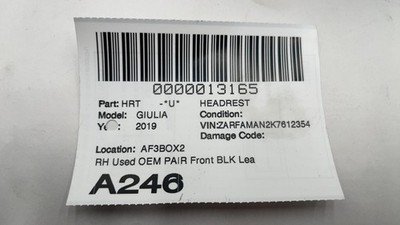 0000013165
Part: HRT -*U* HEADREST
Model: GIULIA Condition:
2019 VIN:ZARFAMAN2K7612354
Damage Code:
Location: AF3BOX2
RH Used OEM PAIR Front BLK Lea
A246